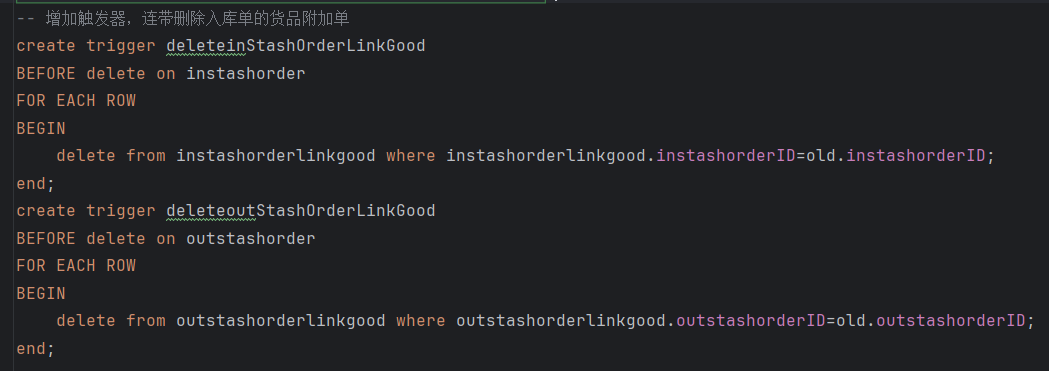 -- 增加触发器，连带删除入库单的货品附加单
create trigger deleteinStashOrderLinkGood
BEFORE delete on instashorder
FOR EACH ROW
BEGIN
    delete from instashorderlinkgood where instashorderlinkgood.instashorderID=old.instashorderID;
end;
create trigger deleteoutStashOrderLinkGood
BEFORE delete on outstashorder
FOR EACH ROW
BEGIN
    delete from outstashorderlinkgood where outstashorderlinkgood.outstashorderID=old.outstashorderID;
end;